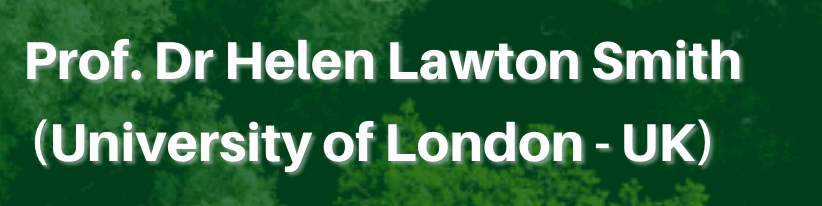 Prof. Dr Helen Lawton Smith
(University of London - UK)